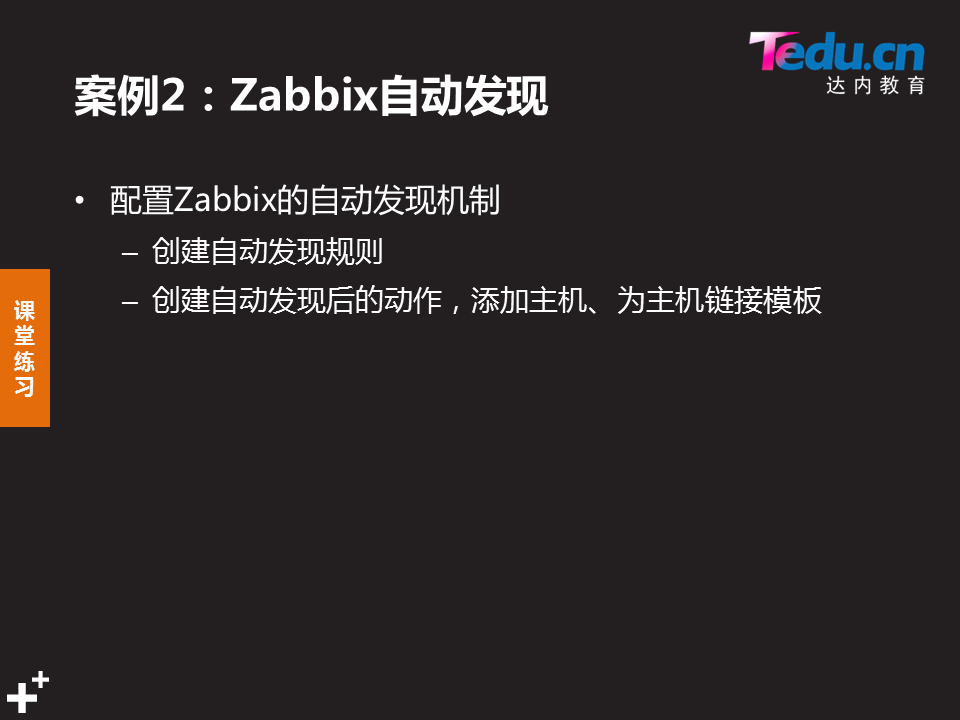 Tedu.cn
达内教育
案例2：Zabbix自动发现
• 配置Zabbix的自动发现机制
– 创建自动发现规则
– 创建自动发现后的动作，添加主机、为主机链接模板
课堂练习